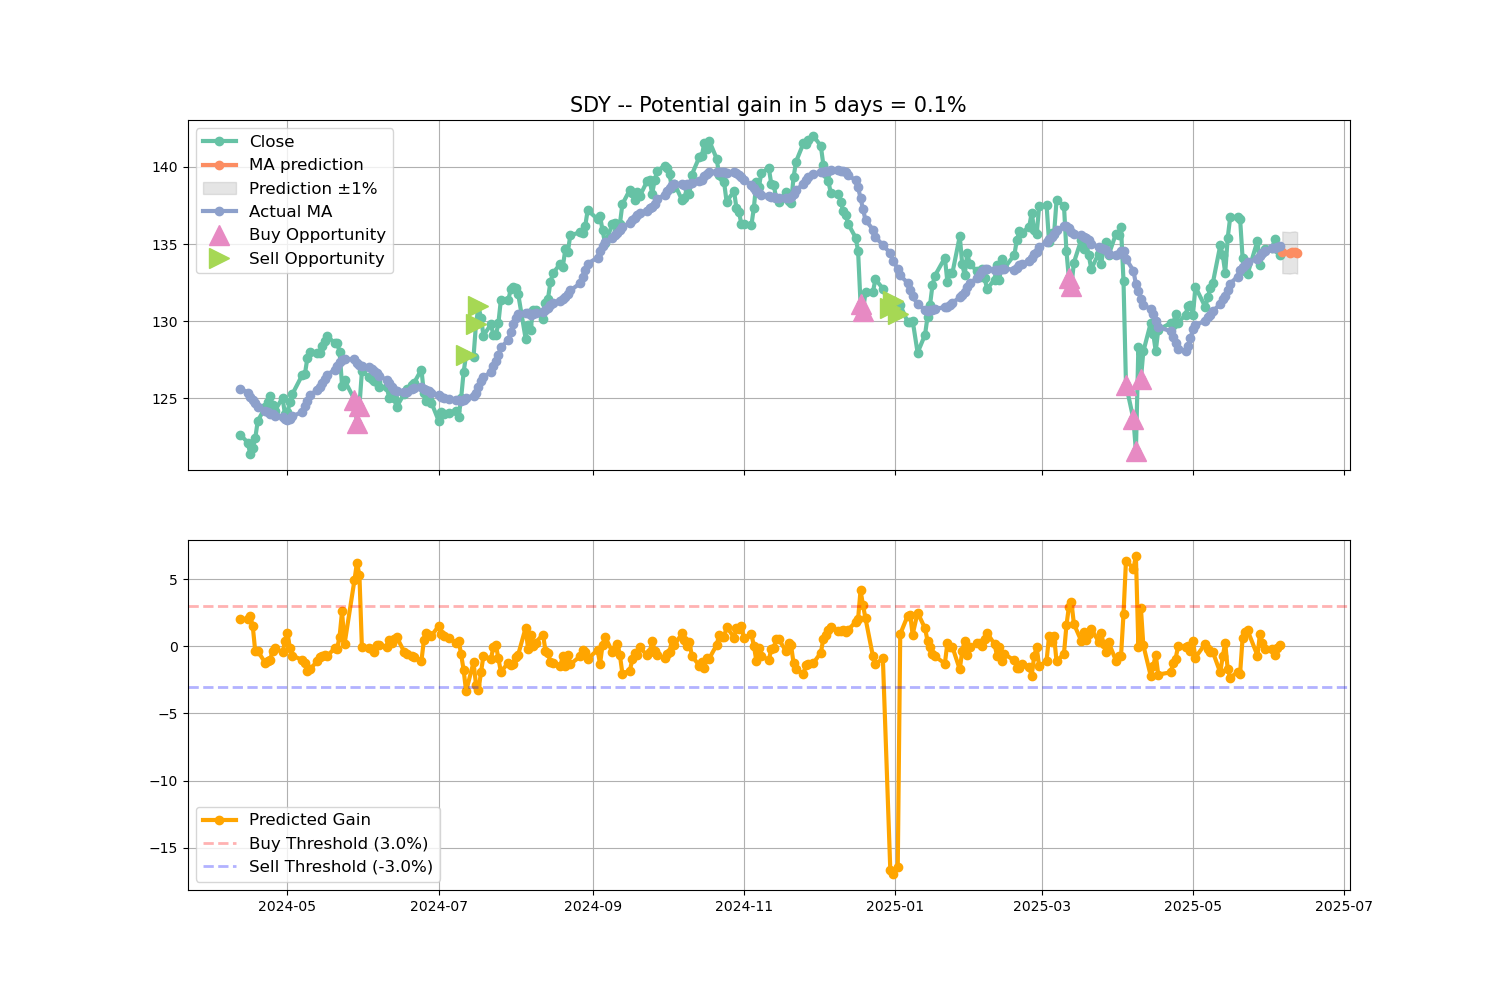 SDY -- Potential gain in 5 days = 0.1%
Close
MA prediction
Prediction ±1%
Actual MA
Buy Opportunity
Sell Opportunity
140
135
130
125
5
0
−5
−10
−15
Predicted Gain
Buy Threshold (3.0%)
Sell Threshold (-3.0%)
2024-05 2024-07 2024-09 2024-11 2025-01 2025-03 2025-05 2025-07